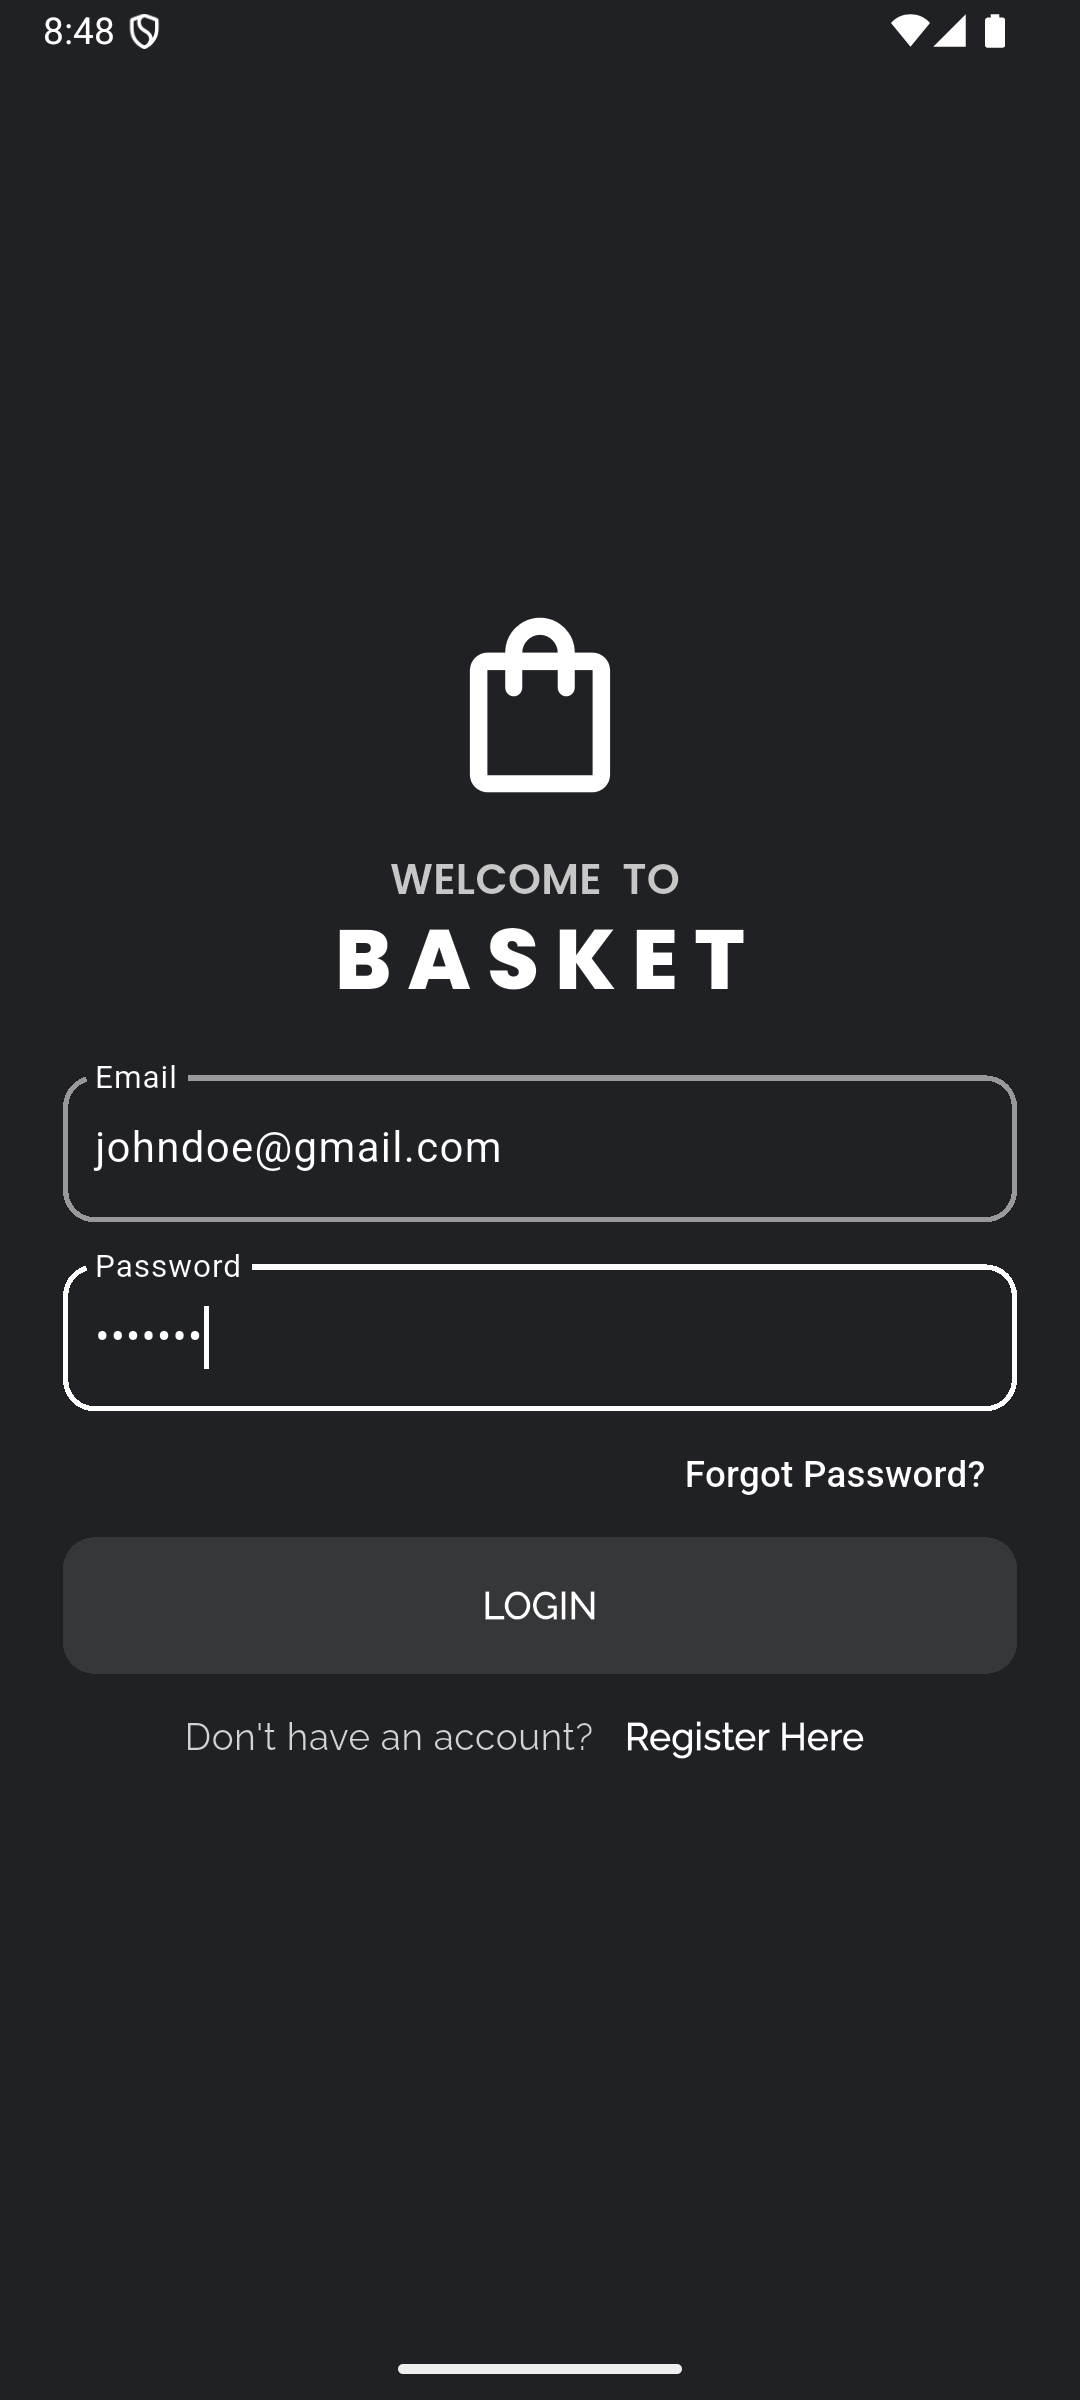 8:48
WELCOME TO
BASKET
Email
johndoe@gmail.com
Password
•••••••
Forgot Password?
LOGIN
Don't have an account? Register Here